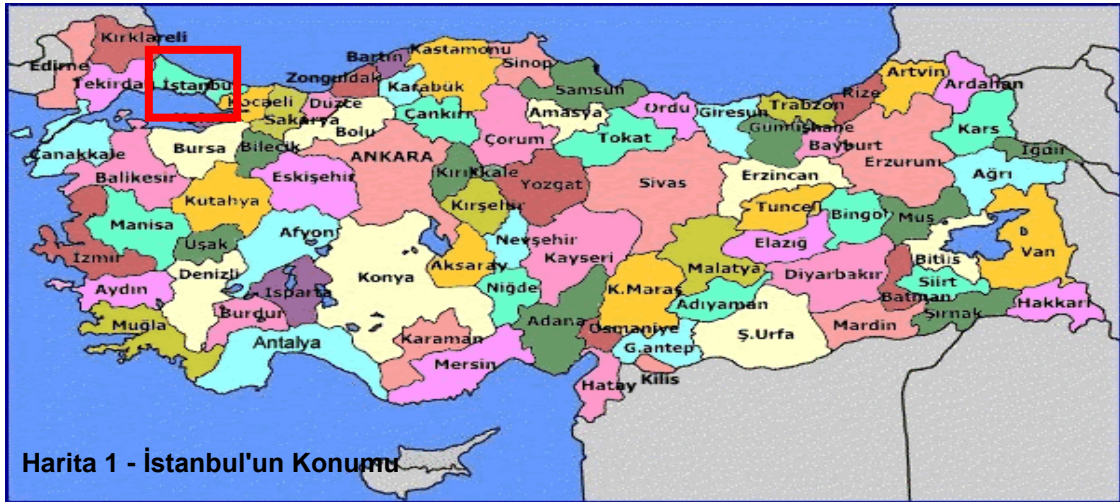 Kırklareli
Edirne
Tekirdağ
İstanbul
Kocaeli
Sakarya
Düzce
Zonguldak
Bartın
Karabük
Kastamonu
Sinop
Samsun
Ordu
Giresun
Trabzon
Rize
Artvin
Ardahan
Kars
Iğdır
Ağrı
Erzurum
Bayburt
Gümüşhane
Tokat
Amasya
Çorum
Çankırı
Bolu
Bilecik
Bursa
Çanakkale
Balikesir
Kutahya
Eskişehir
ANKARA
Kırıkkale
Kırşehir
Yozgat
Sivas
Erzincan
Tunceli
Bingöl
Muş
Bitlis
Van
Hakkari
Şırnak
Siirt
Batman
Mardin
Diyarbakır
Elazığ
Malatya
Adıyaman
Ş.Urfa
G.antep
Kilis
Hatay
Osmaniye
K.Maraş
Kayseri
Nevşehir
Niğde
Aksaray
Konya
Adana
Mersin
Karaman
Antalya
Isparta
Burdur
Afyon
Uşak
Manisa
İzmir
Aydın
Denizli
Muğla
Harita 1 - İstanbul'un Konumu